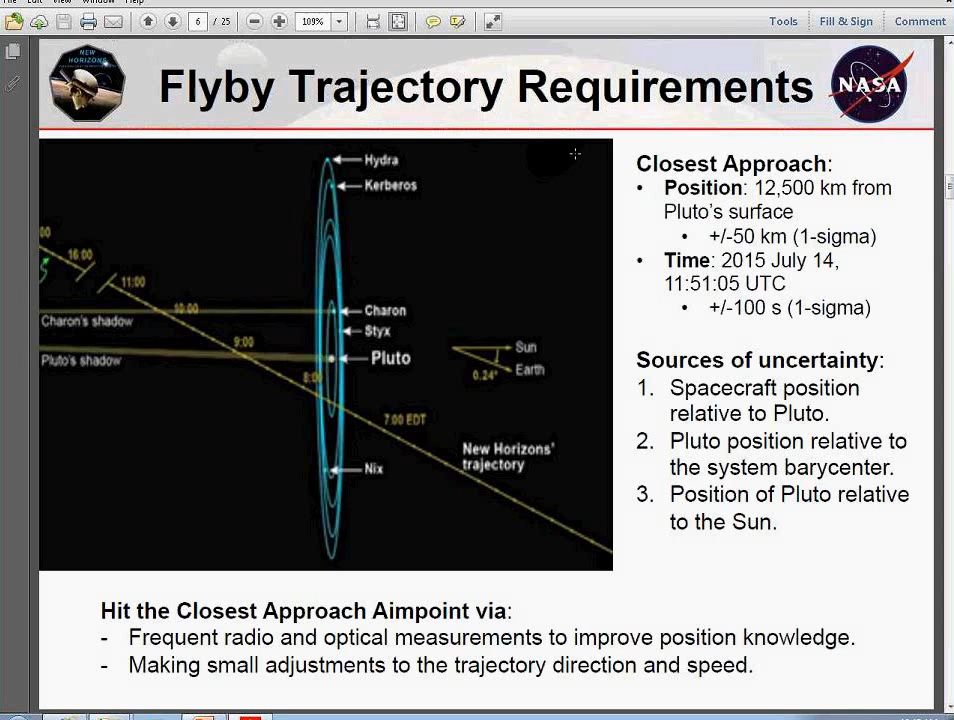 File Edit View Window Help
6 / 25
109%
Tools Fill & Sign Comment
NEW
HORIZONS
Flyby Trajectory Requirements
NASA
Hydra
Kerberos
00
16:00
11:00
10:00
Charon
Charon's shadow
Styx
9:00
Pluto
Pluto's shadow
8:00
Sun
Earth
0.24°
7:00 EDT
New Horizons'
trajectory
Nix
Closest Approach:
• Position: 12,500 km from
Pluto's surface
• +/-50 km (1-sigma)
• Time: 2015 July 14,
11:51:05 UTC
• +/-100 s (1-sigma)
Sources of uncertainty:
1. Spacecraft position
relative to Pluto.
2. Pluto position relative to
the system barycenter.
3. Position of Pluto relative
to the Sun.
Hit the Closest Approach Aimpoint via:
- Frequent radio and optical measurements to improve position knowledge.
- Making small adjustments to the trajectory direction and speed.